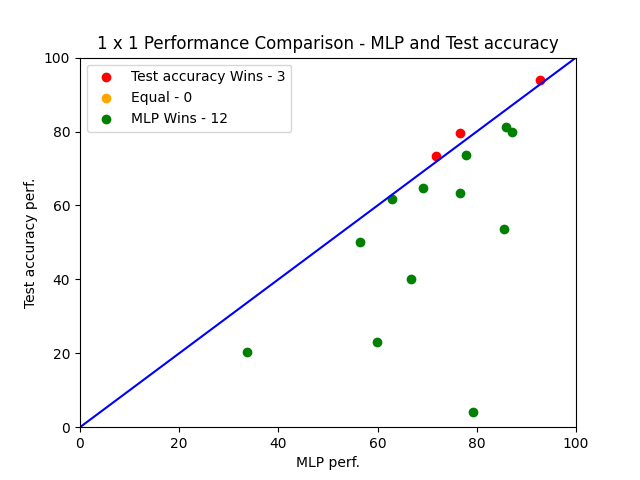 1 x 1 Performance Comparison - MLP and Test accuracy
100
80
60
40
20
0
Test accuracy perf.
Test accuracy Wins - 3
Equal - 0
MLP Wins - 12
0 20 40 60 80 100
MLP perf.